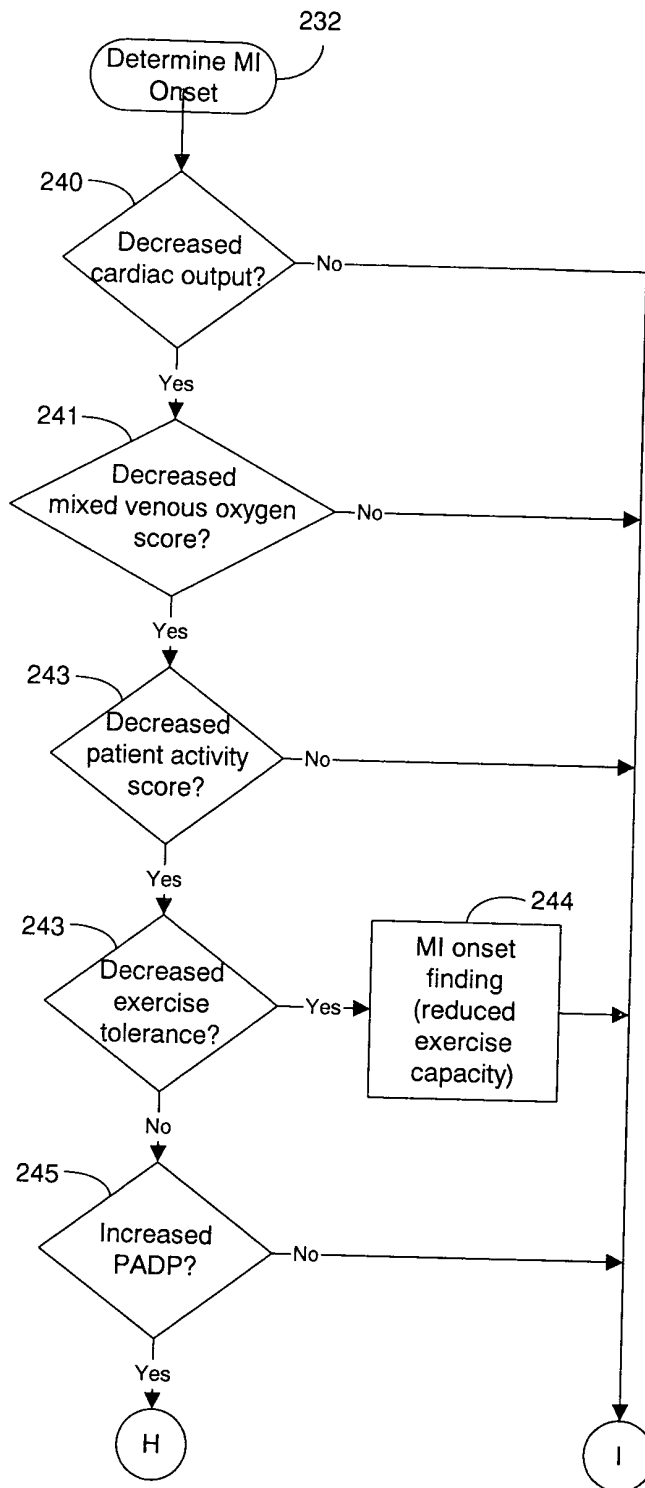 232
Determine MI
Onset
240
Decreased
cardiac output?
No
Yes
241
Decreased
mixed venous oxygen
score?
No
Yes
243
Decreased
patient activity
score?
No
Yes
243
Decreased
exercise
tolerance?
Yes
244
MI onset
finding
(reduced
exercise
capacity)
No
245
Increased
PADP?
No
Yes
H
I